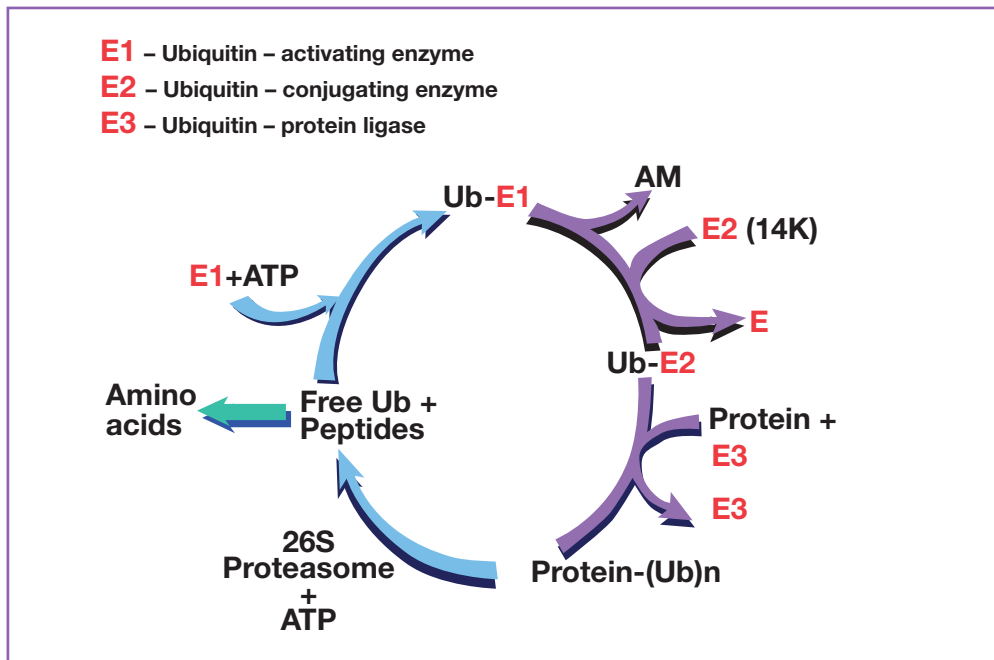 E1 – Ubiquitin – activating enzyme
E2 – Ubiquitin – conjugating enzyme
E3 – Ubiquitin – protein ligase
Ub-E1
AM
E2 (14K)
E1+ATP
E
Ub-E2
Amino
acids
Free Ub +
Peptides
Protein +
E3
E3
26S
Proteasome
+
ATP
Protein-(Ub)n